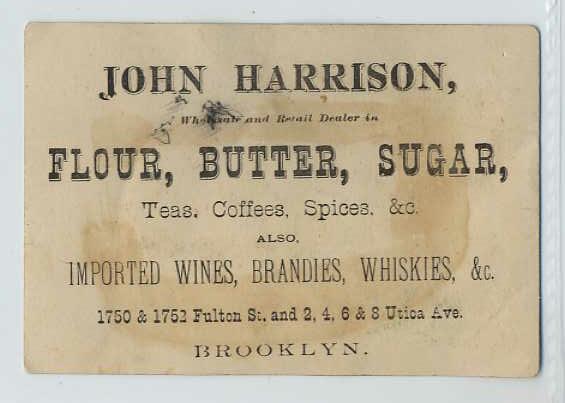 JOHN HARRISON,
Wholesale and Retail Dealer in
FLOUR, BUTTER, SUGAR,
Teas, Coffees, Spices, &c.
ALSO,
IMPORTED WINES, BRANDIES, WHISKIES, &c.
1750 & 1752 Fulton St. and 2, 4, 6 & 8 Utica Ave.
BROOKLYN.